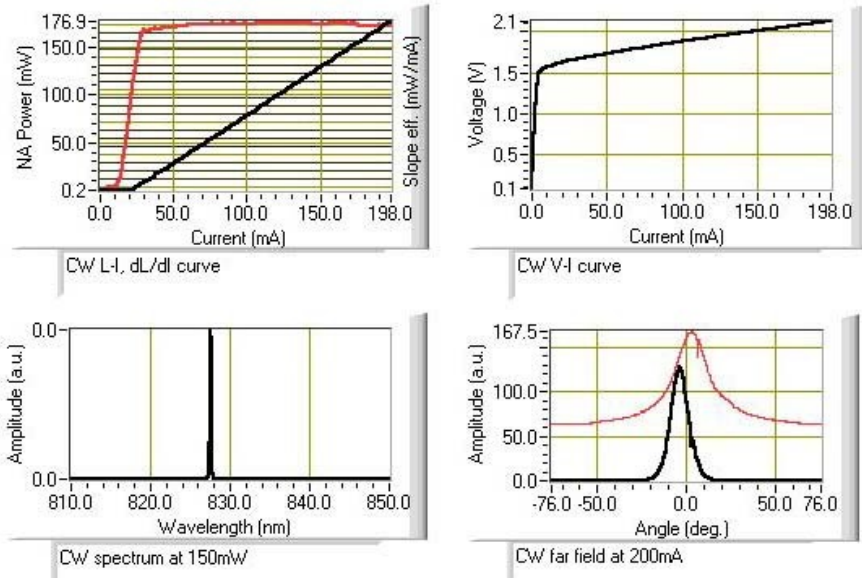 176.9
150.0
100.0
50.0
0.2
NA Power (mW)
Slope eff. (mW/mA)
0.0 50.0 100.0 150.0 198.0
Current (mA)
CW L-I, dL/dI curve
2.1
1.5
1.0
0.5
0.1
Voltage (V)
0.0 50.0 100.0 150.0 198.0
Current (mA)
CW V-I curve
0.0
0.0
Amplitude (a.u.)
810.0 820.0 830.0 840.0 850.0
Wavelength (nm)
CW spectrum at 150mW
167.5
100.0
50.0
0.0
Amplitude (a.u.)
-76.0 -50.0 0.0 50.0 76.0
Angle (deg.)
CW far field at 200mA